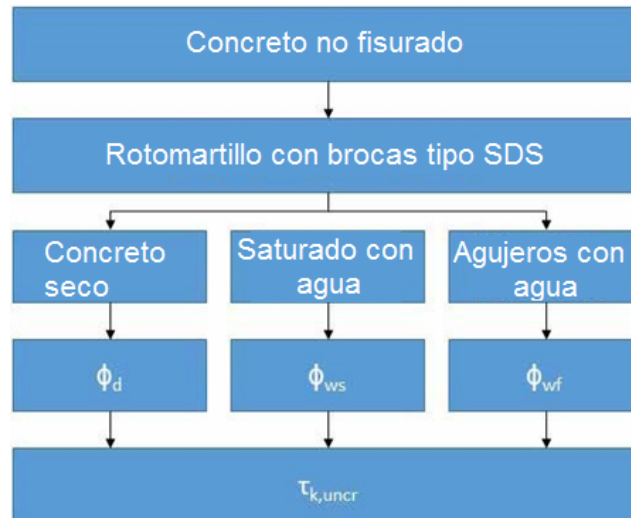 Concreto no fisurado
Rotomartillo con brocas tipo SDS
Concreto
seco
Saturado con
agua
Agujeros con
agua
ϕd
ϕws
ϕwf
τk,uncr